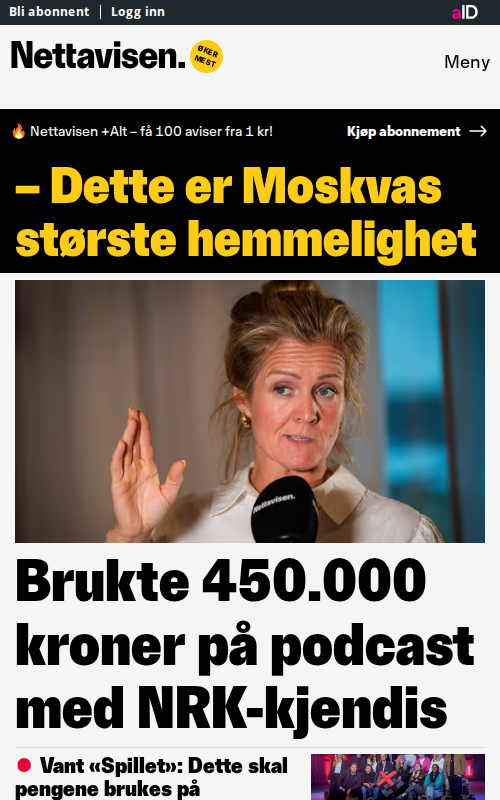 Bli abonnent
Logg inn
aID
Nettavisen.
ØKER
MEST
Meny
🔥 Nettavisen +Alt – få 100 aviser fra 1 kr!
Kjøp abonnement →
– Dette er Moskvas
største hemmelighet
Nettavisen.
Brukte 450.000
kroner på podcast
med NRK-kjendis
Vant «Spillet»: Dette skal
pengene brukes på